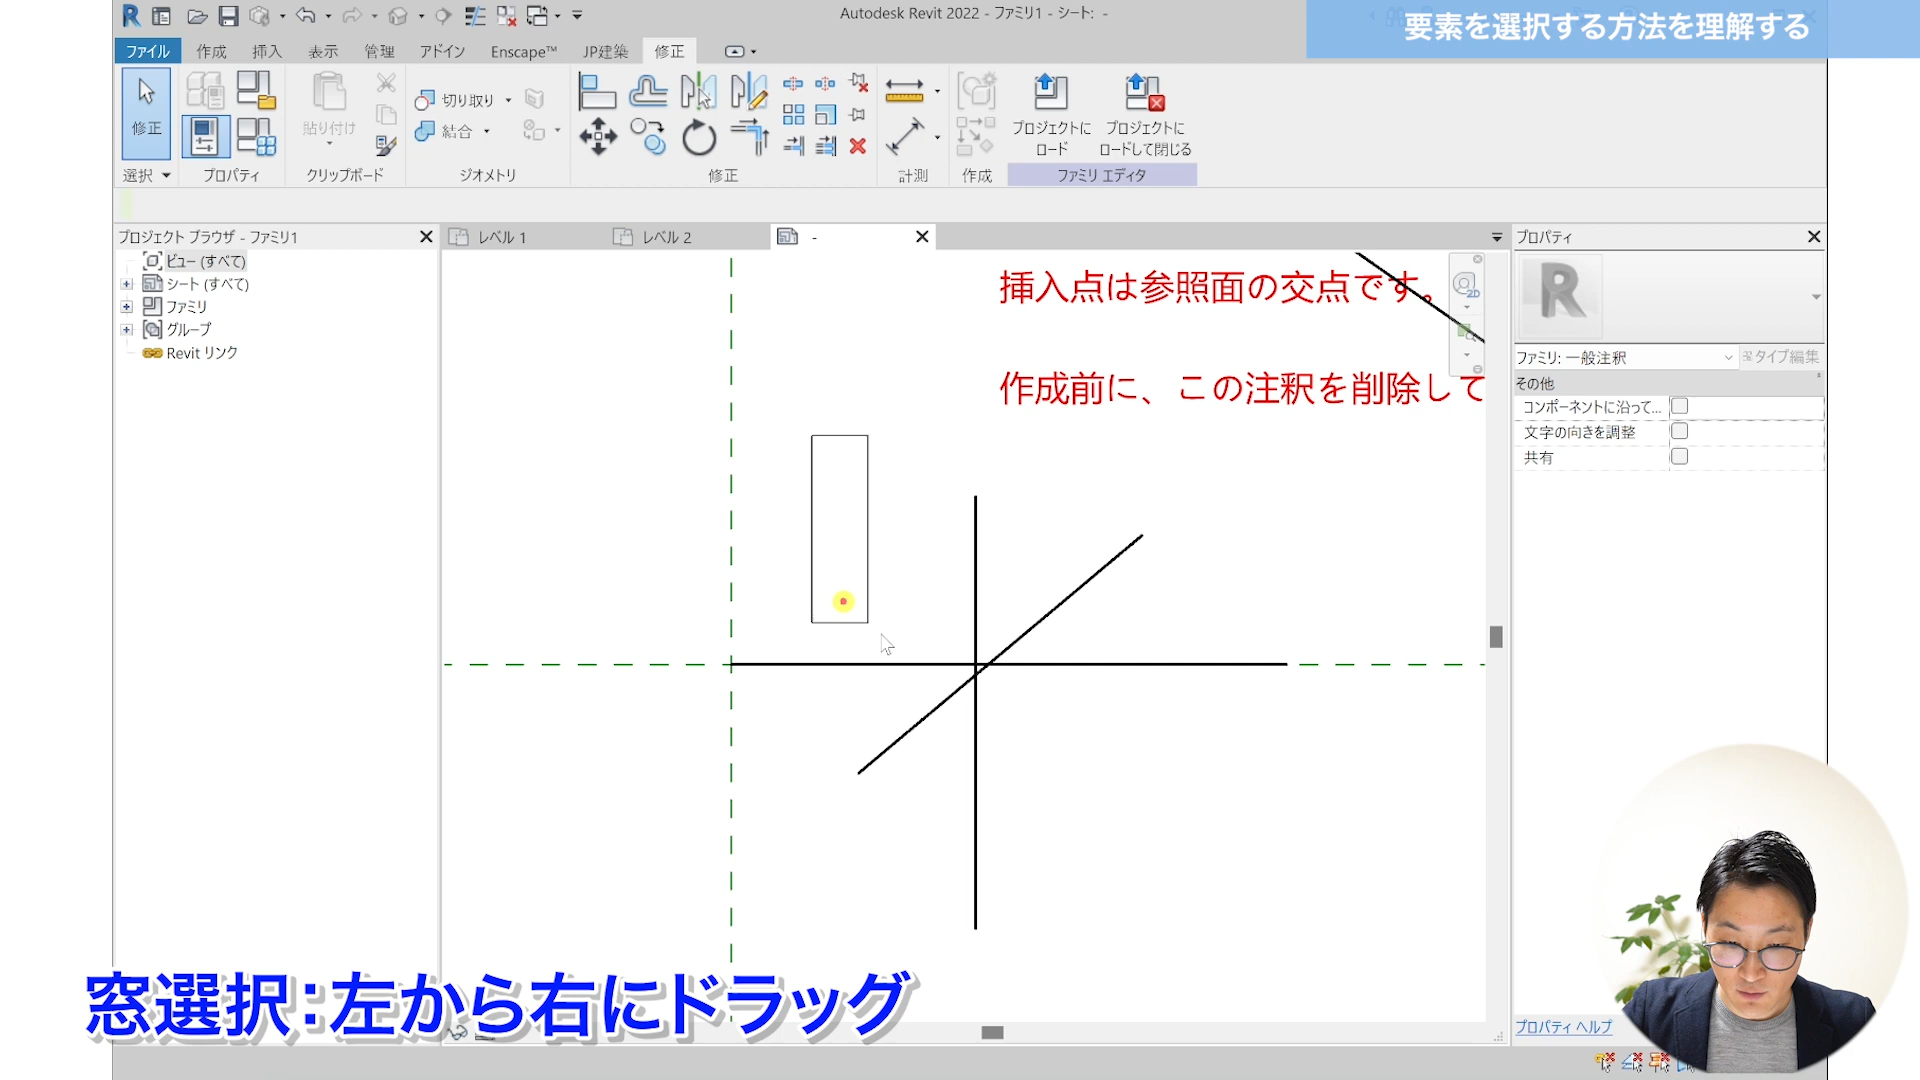 Autodesk Revit 2022 - ファミリ1 - シート: -
要素を選択する方法を理解する
ファイル 作成 挿入 表示 管理 アドイン Enscape™ JP建築 修正
修正
貼り付け
切り取り
結合
プロジェクトに
ロード
プロジェクトに
ロードして閉じる
選択 プロパティ クリップボード ジオメトリ 修正 計測 作成 ファミリ エディタ
プロジェクト ブラウザ - ファミリ1
レベル 1
レベル 2
-
プロパティ
ビュー (すべて)
シート (すべて)
ファミリ
グループ
Revit リンク
挿入点は参照面の交点です。
作成前に、この注釈を削除して
2D
R
ファミリ: 一般注釈
タイプ編集
その他
コンポーネントに沿って...
文字の向きを調整
共有
プロパティ ヘルプ
窓選択：左から右にドラッグ